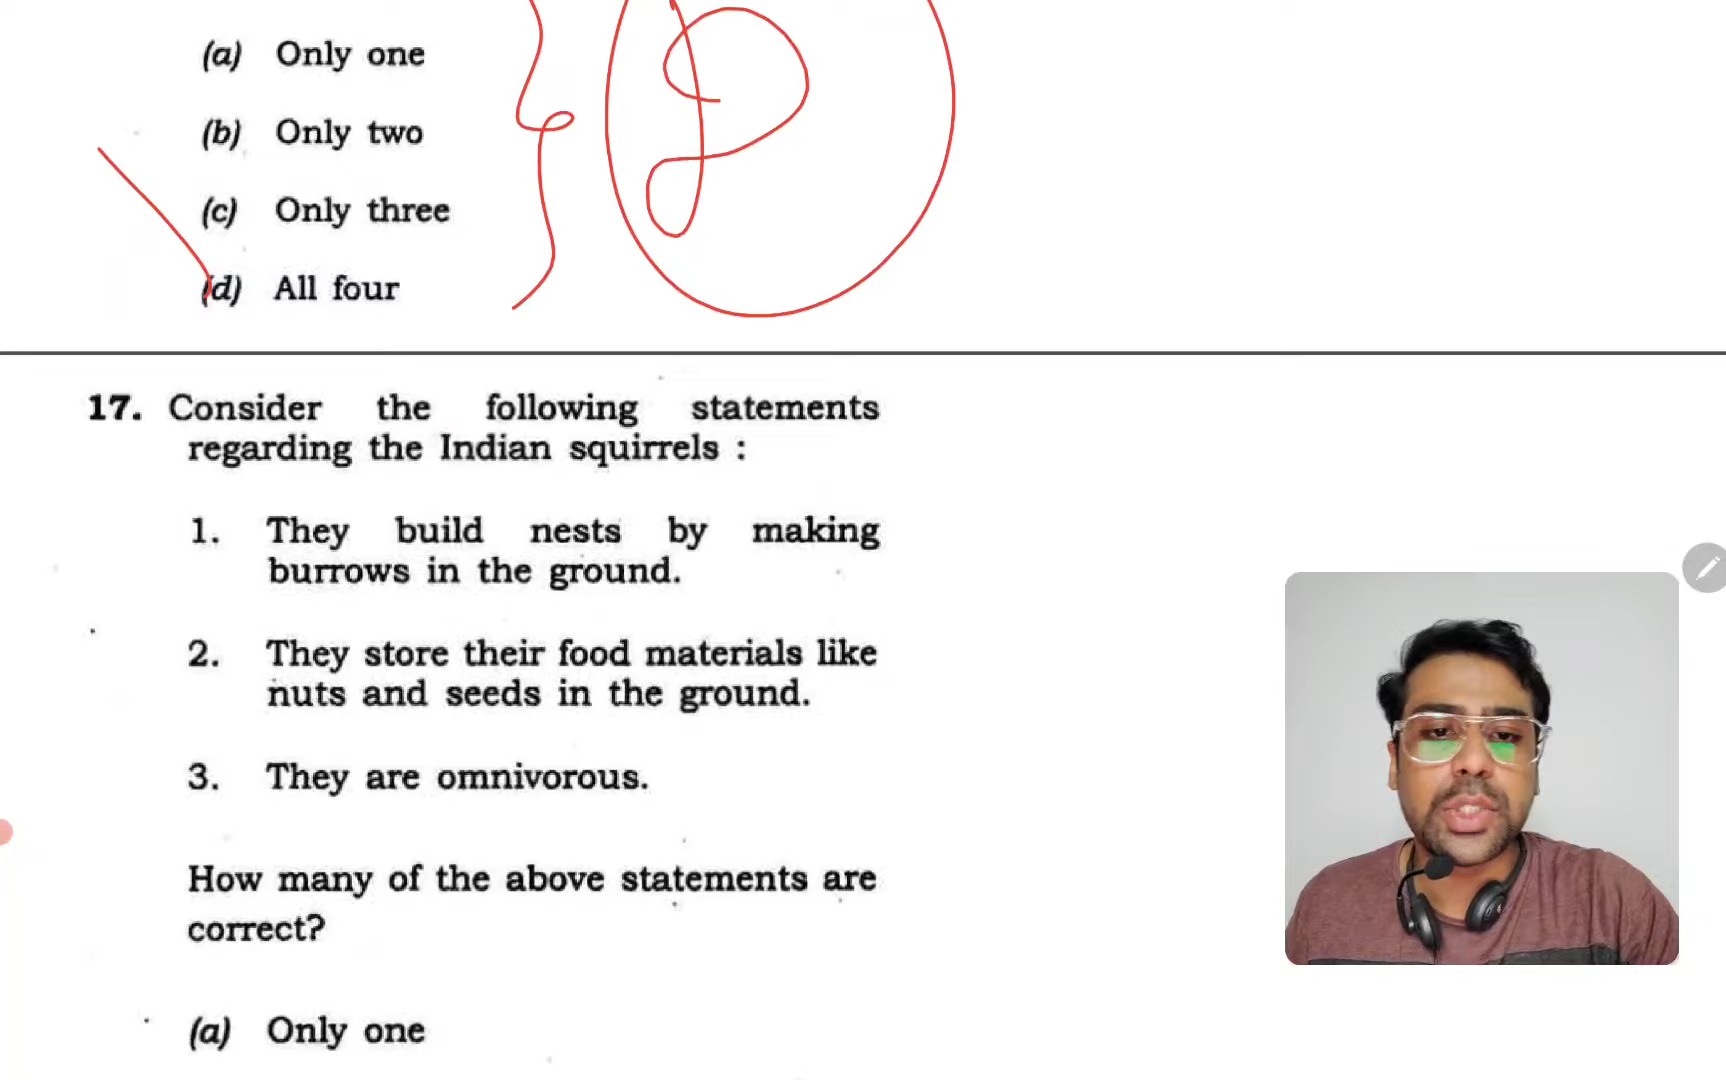 (a) Only one
(b) Only two
(c) Only three
(d) All four
17. Consider the following statements
regarding the Indian squirrels :
1. They build nests by making
burrows in the ground.
2. They store their food materials like
nuts and seeds in the ground.
3. They are omnivorous.
How many of the above statements are
correct?
(a) Only one